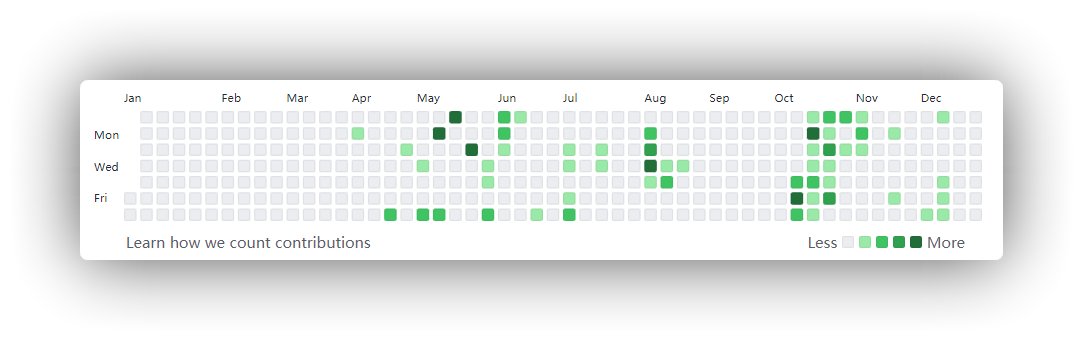 Jan Feb Mar Apr May Jun Jul Aug Sep Oct Nov Dec
Mon
Wed
Fri
Learn how we count contributions Less More